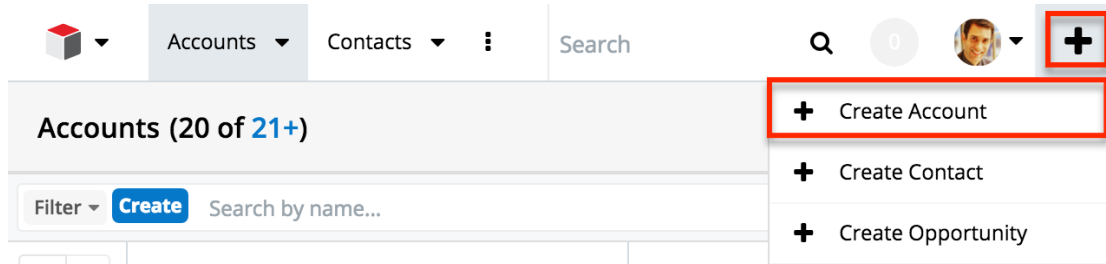 Accounts Contacts Search 0
Accounts (20 of 21+)
Create Account
Filter Create Search by name...
Create Contact
Create Opportunity